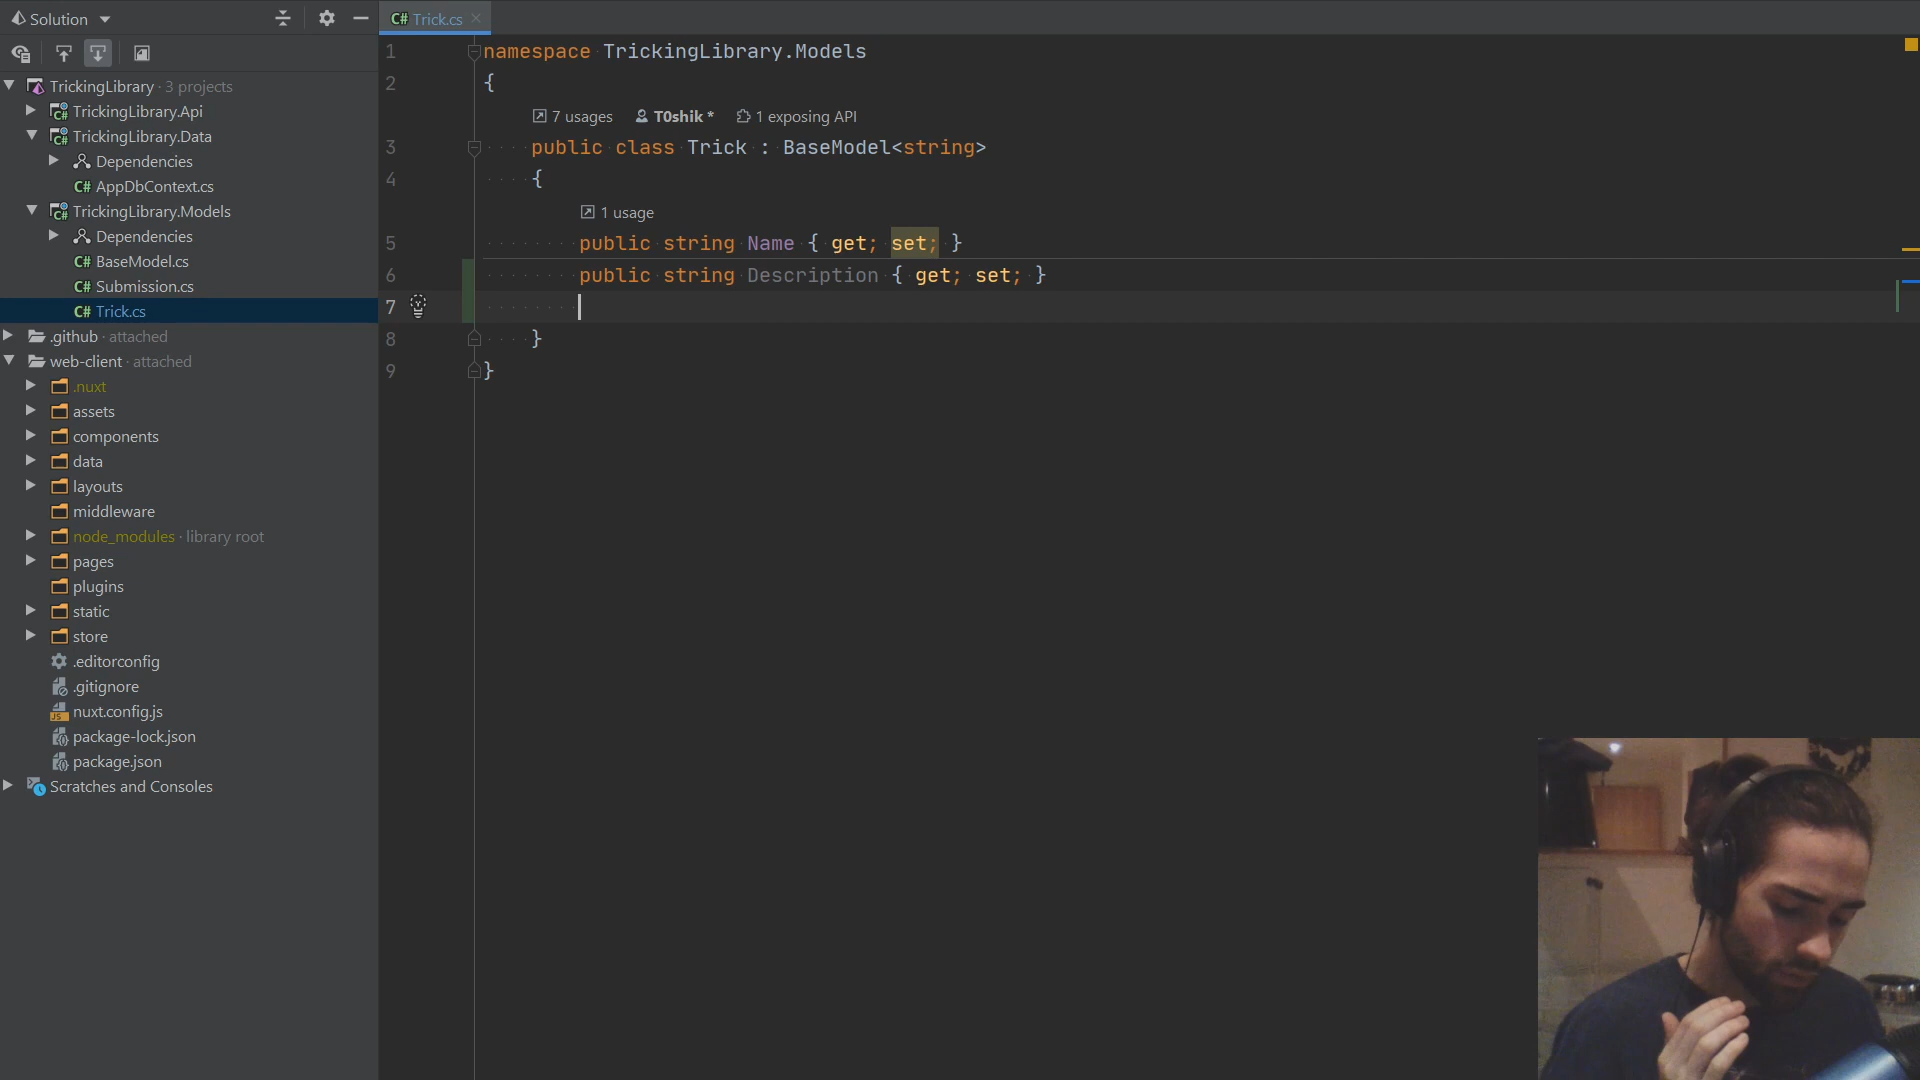 Solution
TrickingLibrary · 3 projects
TrickingLibrary.Api
TrickingLibrary.Data
Dependencies
C# AppDbContext.cs
TrickingLibrary.Models
Dependencies
C# BaseModel.cs
C# Submission.cs
C# Trick.cs
.github · attached
web-client · attached
.nuxt
assets
components
data
layouts
middleware
node_modules · library root
pages
plugins
static
store
.editorconfig
.gitignore
nuxt.config.js
package-lock.json
package.json
Scratches and Consoles
C# Trick.cs
1 namespace TrickingLibrary.Models
2 {
7 usages T0shik * 1 exposing API
3 public class Trick : BaseModel<string>
4 {
1 usage
5 public string Name { get; set; }
6 public string Description { get; set; }
7
8 }
9 }